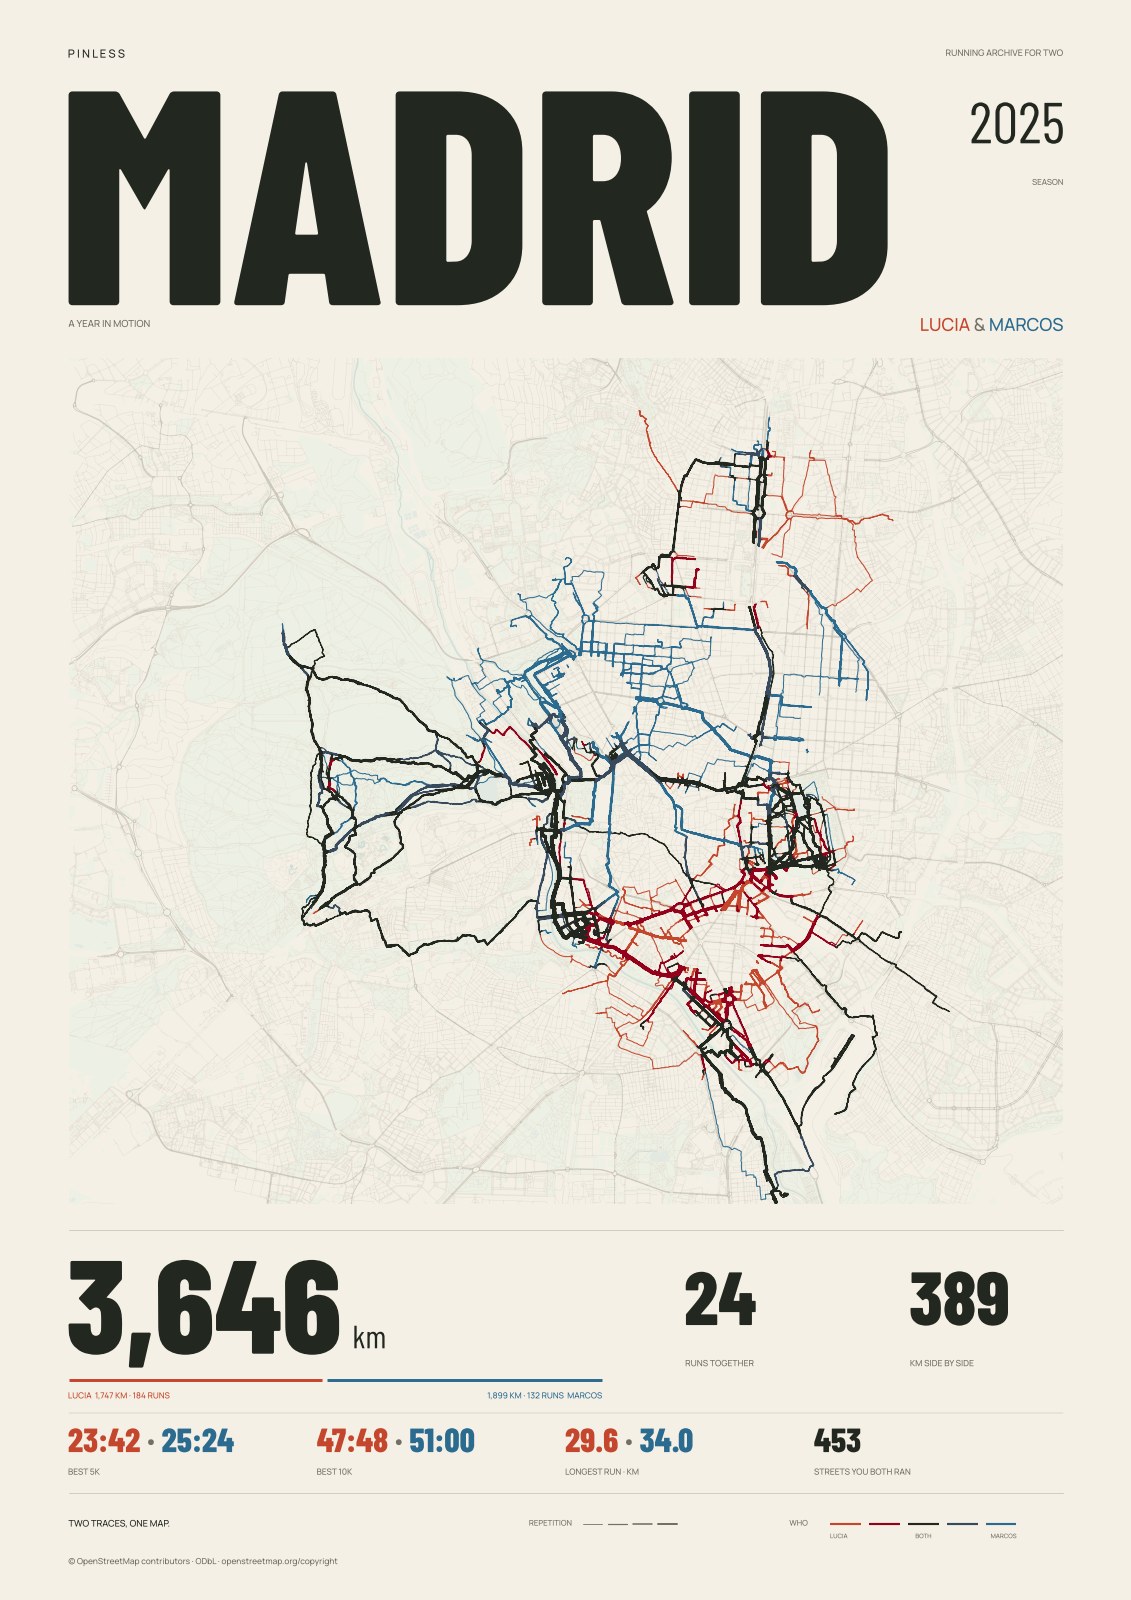 PINLESS
RUNNING ARCHIVE FOR TWO
MADRID
2025
SEASON
A YEAR IN MOTION
LUCIA & MARCOS
3,646 km
24
389
RUNS TOGETHER
KM SIDE BY SIDE
LUCIA 1,747 KM · 184 RUNS
1,899 KM · 132 RUNS MARCOS
23:42 · 25:24
47:48 · 51:00
29.6 · 34.0
453
BEST 5K
BEST 10K
LONGEST RUN · KM
STREETS YOU BOTH RAN
TWO TRACES, ONE MAP.
REPETITION
WHO
LUCIA
BOTH
MARCOS
© OpenStreetMap contributors · ODbL · openstreetmap.org/copyright